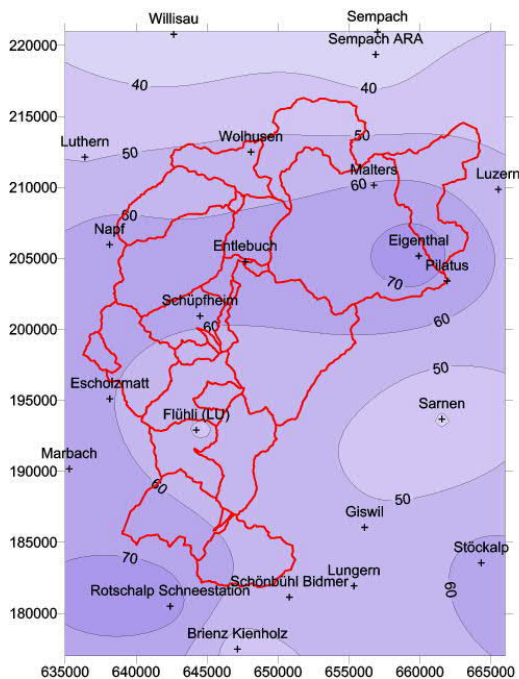 Willisau
Sempach
220000
Sempach ARA
40
40
215000
Wolhusen
50
Luthern
50
Malters
Luzern
210000
60
60
Napf
Eigenthal
Entlebuch
205000
Pilatus
70
Schüpfheim
60
60
200000
50
Escholzmatt
Sarnen
195000
Flühli (LU)
Marbach
190000
60
50
Giswil
185000
Stöckalp
70
Lungern
Rotschalp Schneestation
Schönbühl Bidmer
60
180000
Brienz Kienholz
635000 640000 645000 650000 655000 660000 665000